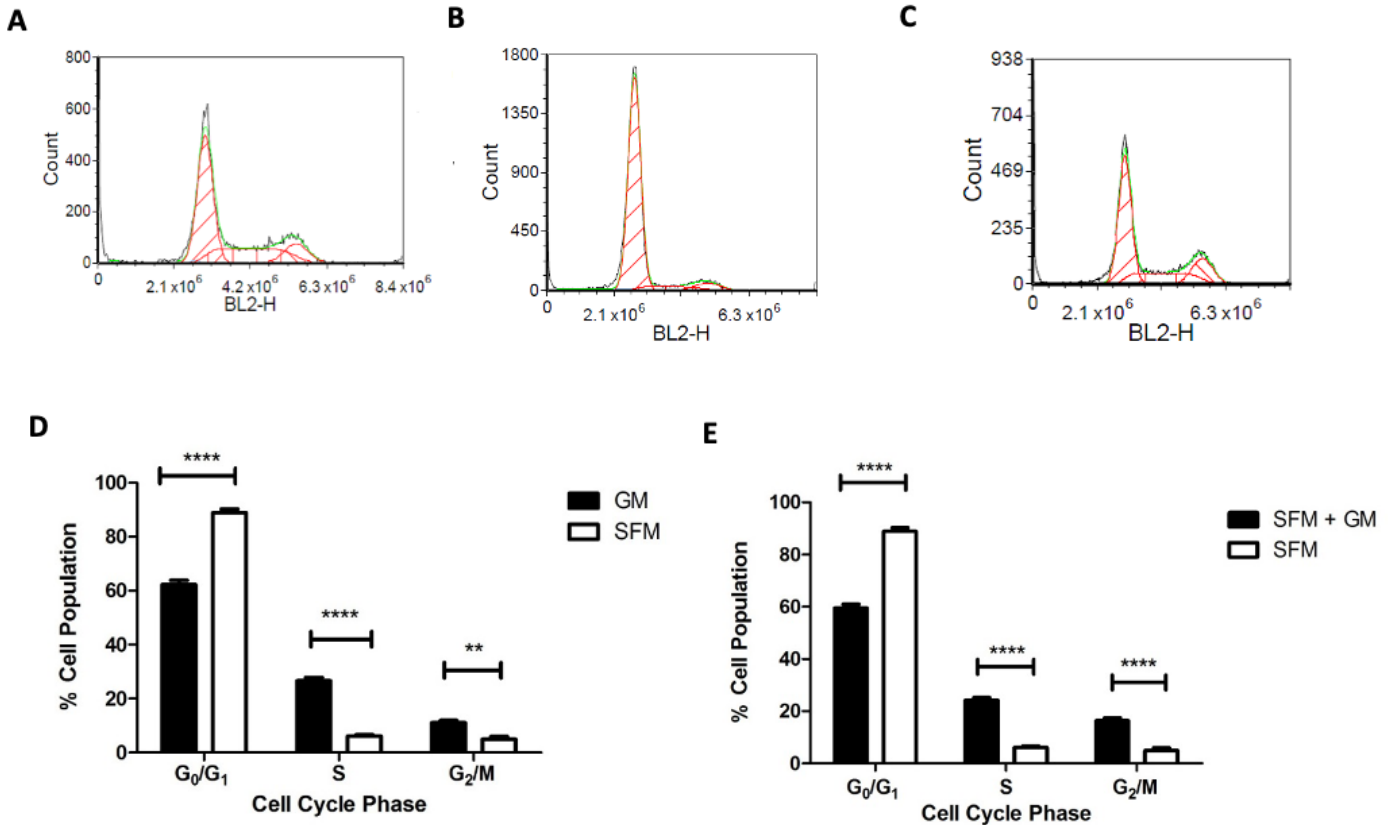 A
B
C
800
600
400
200
0
Count
0
2.1 x10⁶
4.2 x10⁶
6.3 x10⁶
8.4 x10⁶
BL2-H
1800
1350
900
450
0
Count
0
2.1 x10⁶
6.3 x10⁶
BL2-H
938
704
469
235
0
Count
0
2.1 x10⁶
6.3 x10⁶
BL2-H
D
100
80
60
40
20
0
% Cell Population
****
****
**
GM
SFM
G₀/G₁
S
G₂/M
Cell Cycle Phase
E
100
80
60
40
20
0
% Cell Population
****
****
****
SFM + GM
SFM
G₀/G₁
S
G₂/M
Cell Cycle Phase